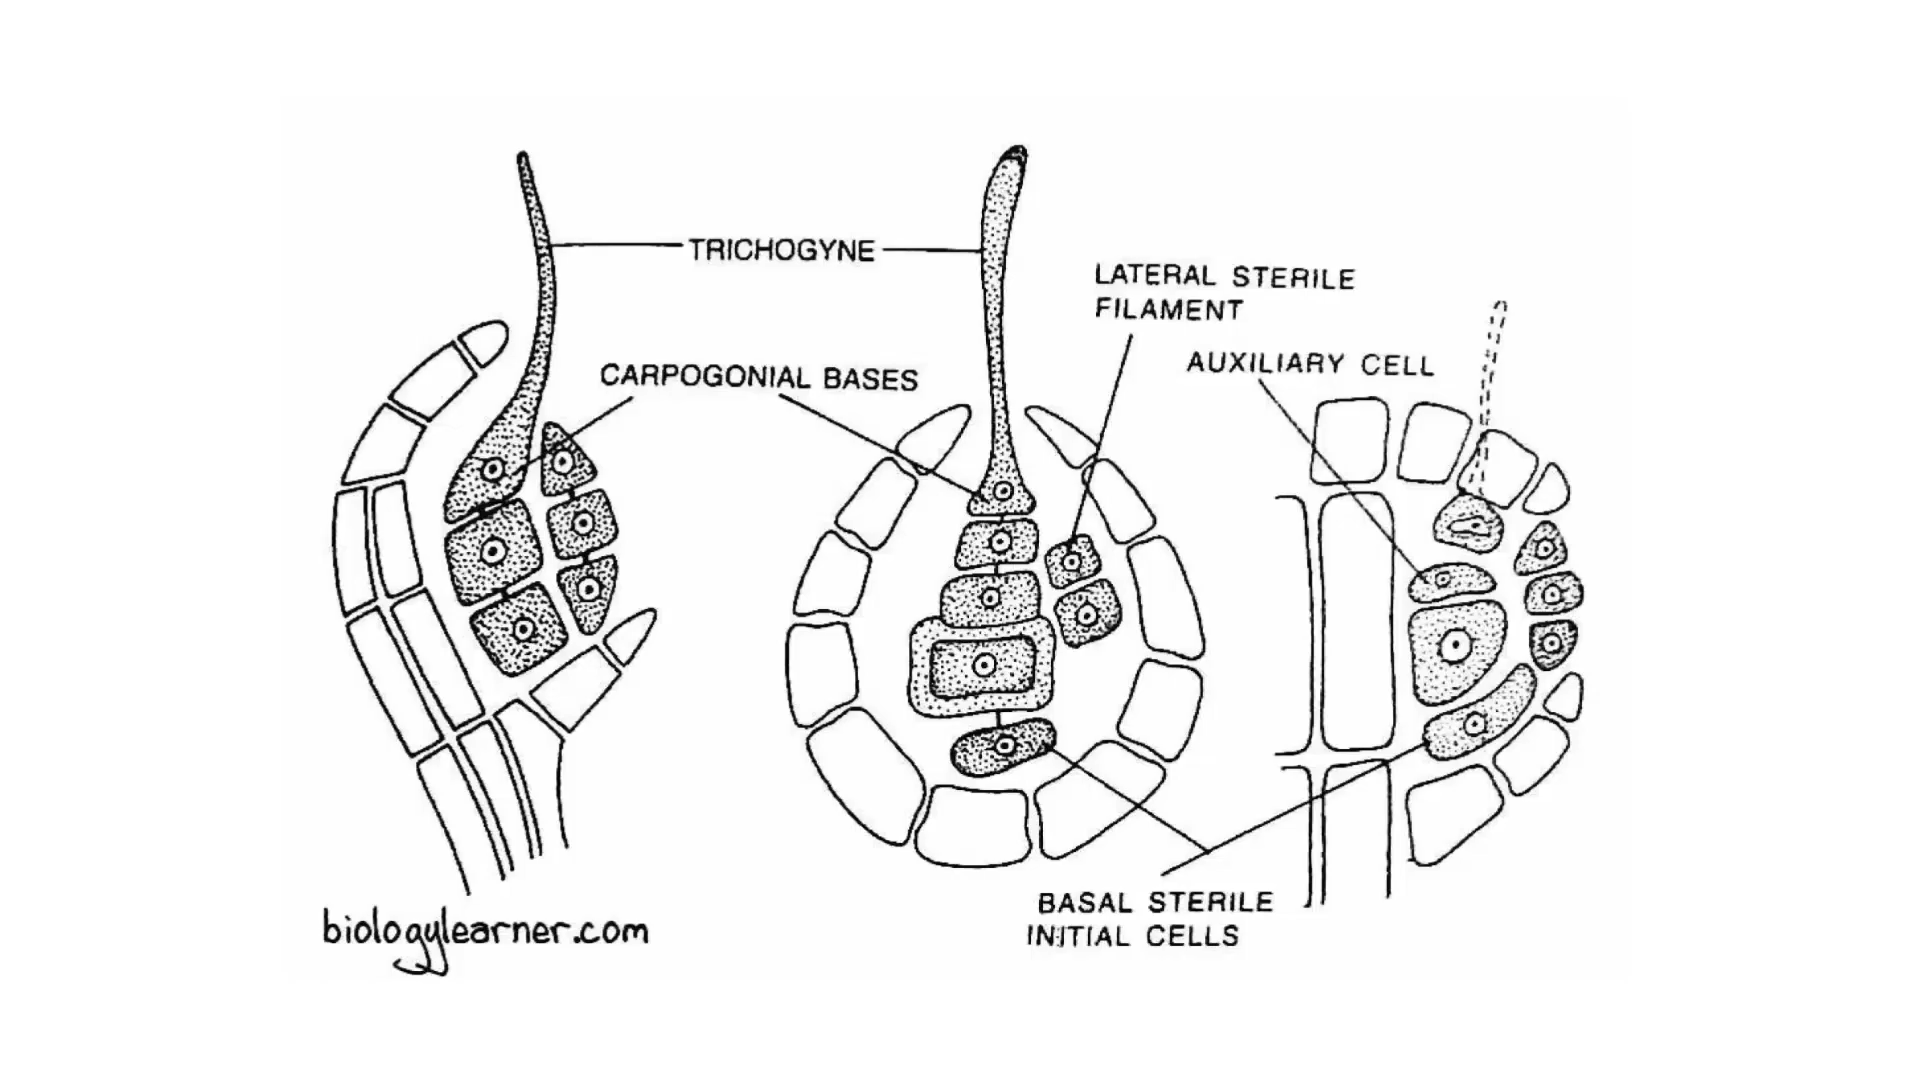 TRICHOGYNE
LATERAL STERILE
FILAMENT
AUXILIARY CELL
CARPOGONIAL BASES
BASAL STERILE
INITIAL CELLS
biologylearner.com